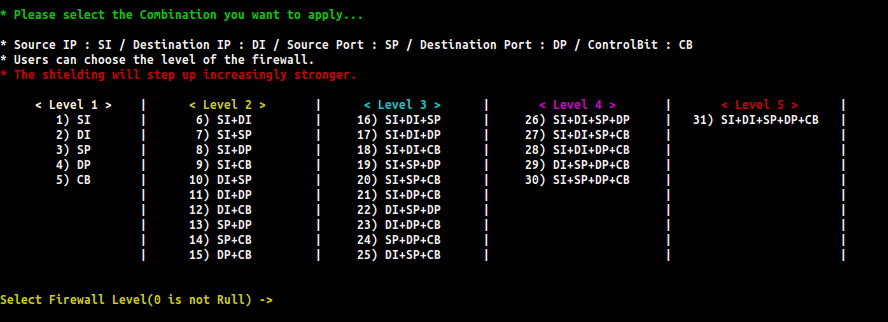 * Please select the Combination you want to apply...
* Source IP : SI / Destination IP : DI / Source Port : SP / Destination Port : DP / ControlBit : CB
* Users can choose the level of the firewall.
* The shielding will step up increasingly stronger.
< Level 1 > | < Level 2 > | < Level 3 > | < Level 4 > | < Level 5 > |
1) SI | 6) SI+DI | 16) SI+DI+SP | 26) SI+DI+SP+DP | 31) SI+DI+SP+DP+CB |
2) DI | 7) SI+SP | 17) SI+DI+DP | 27) SI+DI+SP+CB | |
3) SP | 8) SI+DP | 18) SI+DI+CB | 28) SI+DI+DP+CB | |
4) DP | 9) SI+CB | 19) SI+SP+DP | 29) DI+SP+DP+CB | |
5) CB | 10) DI+SP | 20) SI+SP+CB | 30) SI+SP+DP+CB | |
| 11) DI+DP | 21) SI+DP+CB | | |
| 12) DI+CB | 22) DI+SP+DP | | |
| 13) SP+DP | 23) DI+DP+CB | | |
| 14) SP+CB | 24) SP+DP+CB | | |
| 15) DP+CB | 25) DI+SP+CB | | |
Select Firewall Level(0 is not Rull) ->